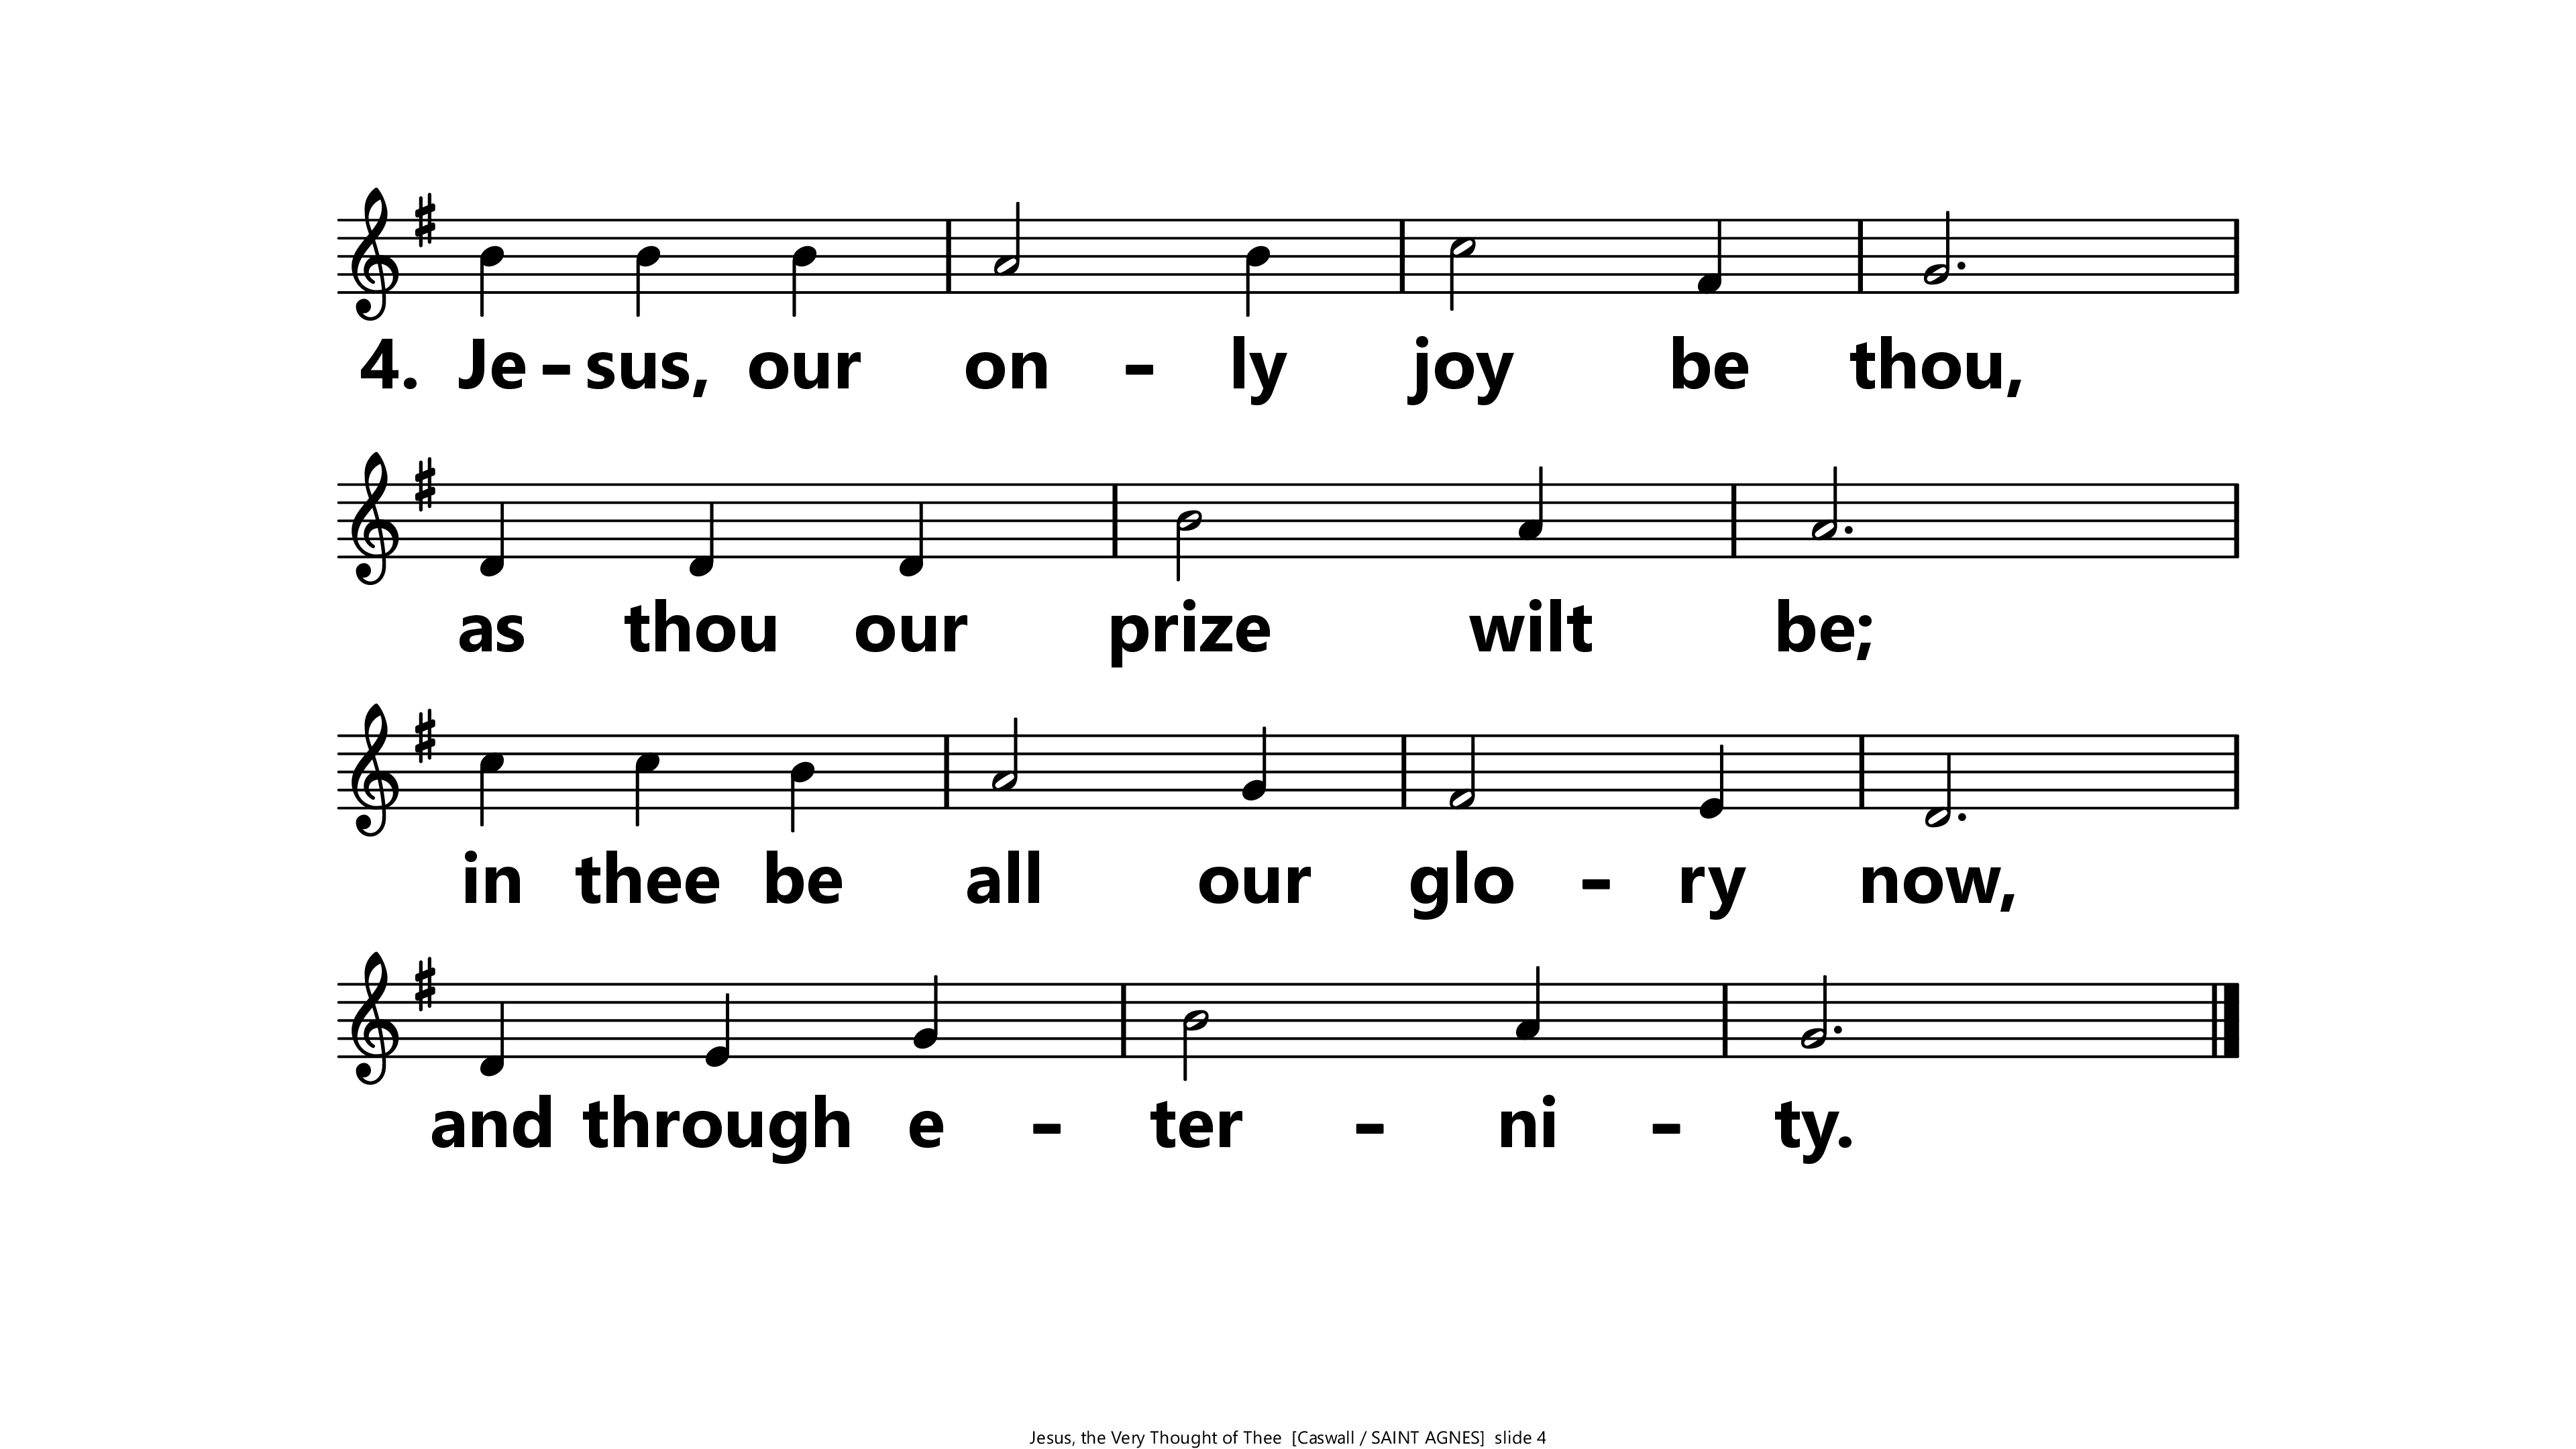 4. Je - sus, our on - ly joy be thou,
as thou our prize wilt be;
in thee be all our glo - ry now,
and through e - ter - ni - ty.
Jesus, the Very Thought of Thee [Caswall / SAINT AGNES] slide 4